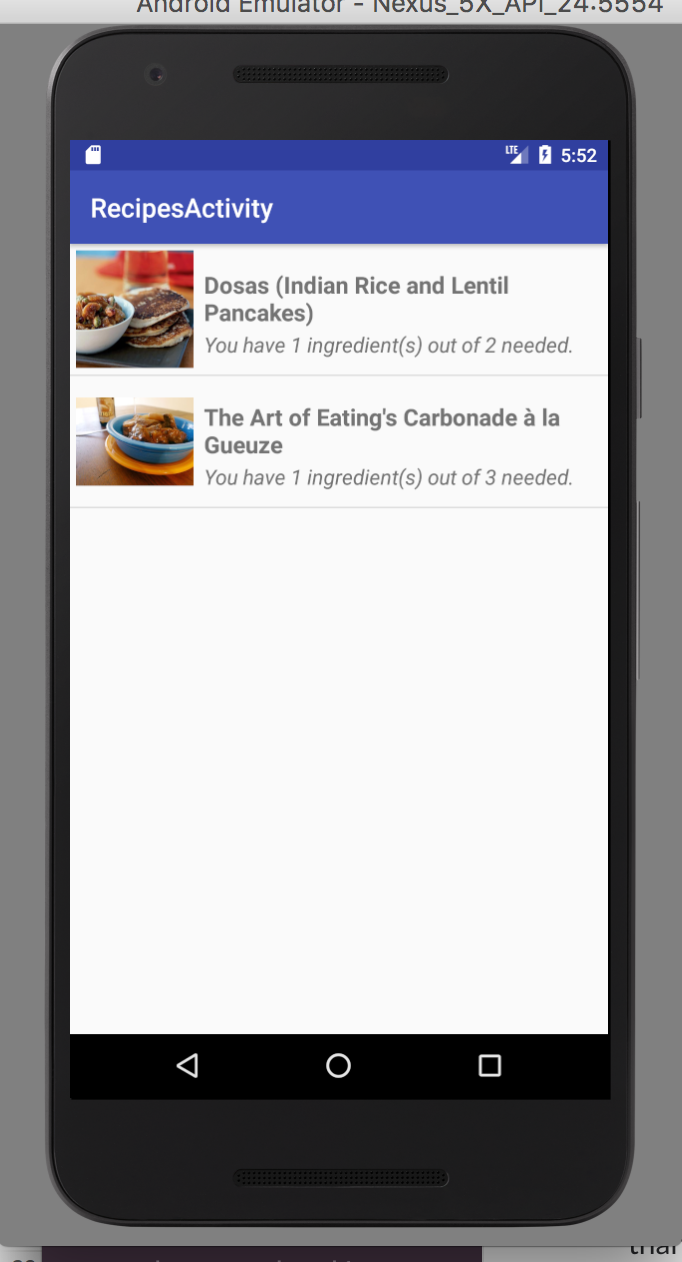 Android Emulator - Nexus_5X_API_24:5554
LTE 5:52
RecipesActivity
Dosas (Indian Rice and Lentil
Pancakes)
You have 1 ingredient(s) out of 2 needed.
The Art of Eating's Carbonade à la
Gueuze
You have 1 ingredient(s) out of 3 needed.